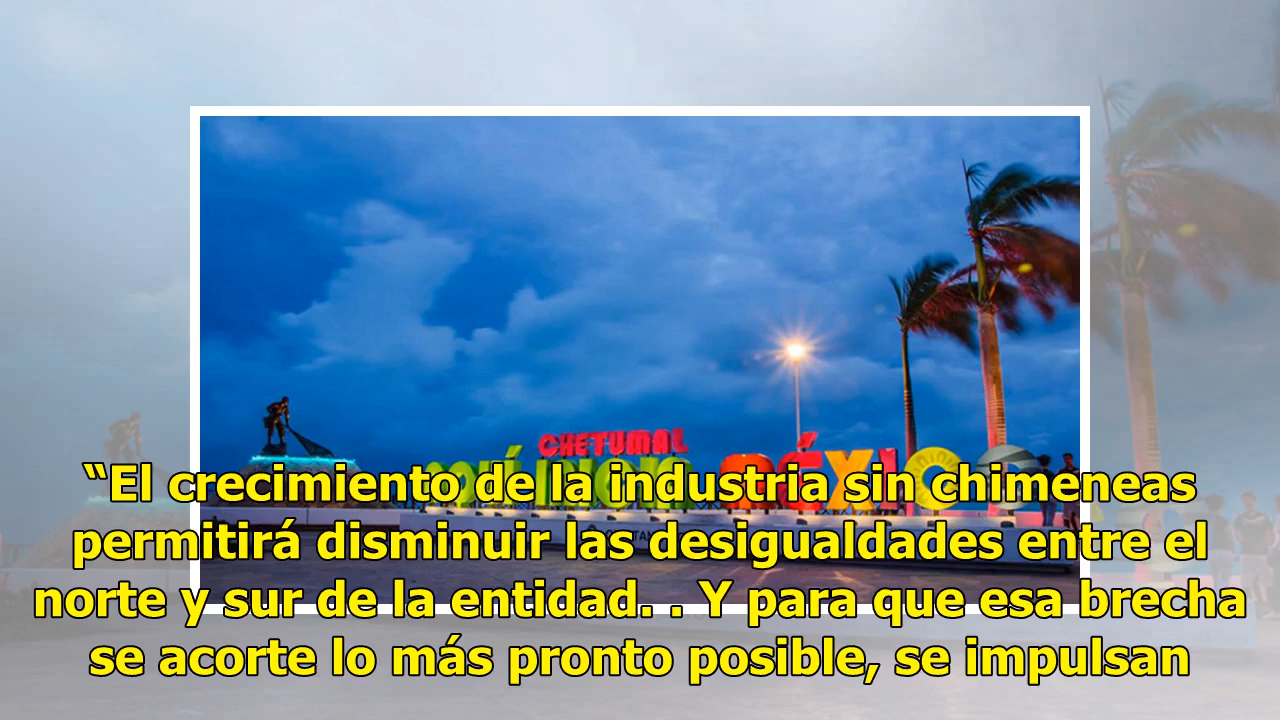 CHETUMAL
MÉXICO
“El crecimiento de la industria sin chimeneas
permitirá disminuir las desigualdades entre el
norte y sur de la entidad. . Y para que esa brecha
se acorte lo más pronto posible, se impulsan